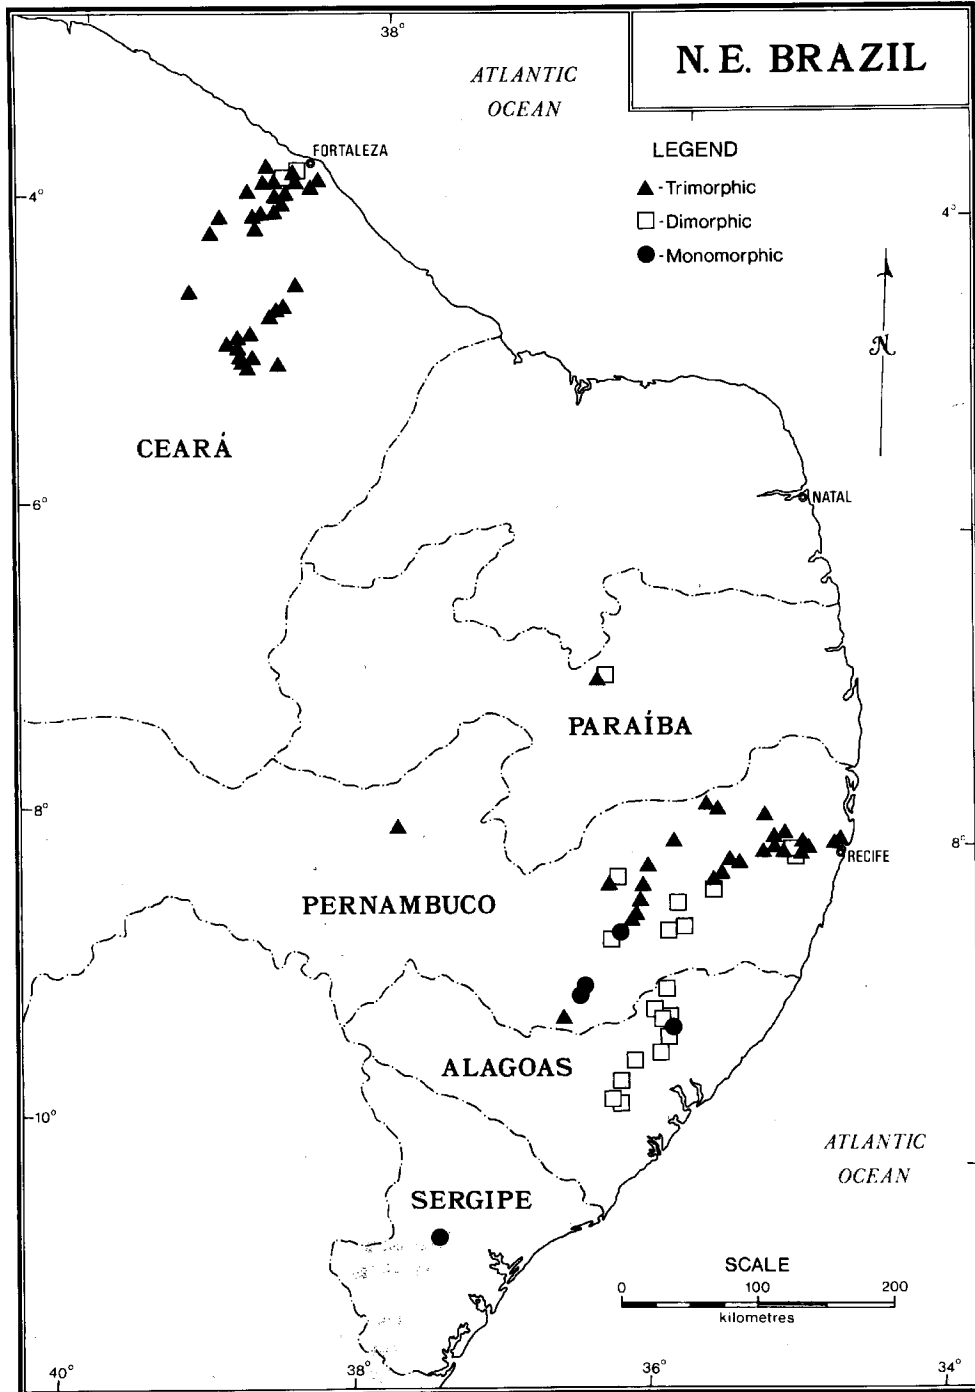 38°
N. E. BRAZIL
ATLANTIC
OCEAN
LEGEND
FORTALEZA
-Trimorphic
4°
4°
-Dimorphic
-Monomorphic
N
CEARÁ
NATAL
6°
PARAÍBA
8°
8°
RECIFE
PERNAMBUCO
ALAGOAS
10°
ATLANTIC
OCEAN
SERGIPE
SCALE
0 100 200
kilometres
40° 38° 36° 34°